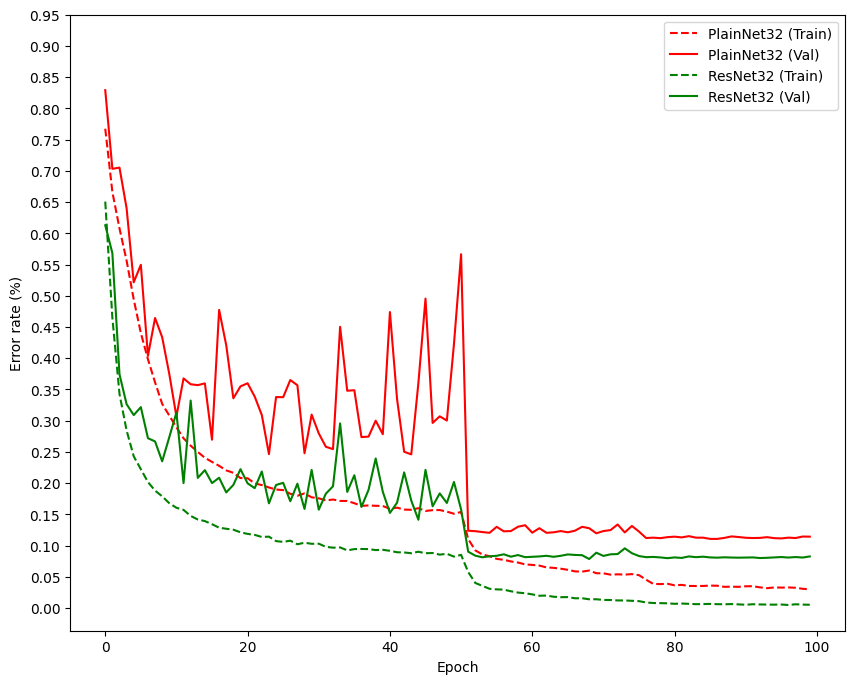 0.95
0.90
0.85
0.80
0.75
0.70
0.65
0.60
0.55
0.50
0.45
0.40
0.35
0.30
0.25
0.20
0.15
0.10
0.05
0.00
Error rate (%)
PlainNet32 (Train)
PlainNet32 (Val)
ResNet32 (Train)
ResNet32 (Val)
0 20 40 60 80 100
Epoch